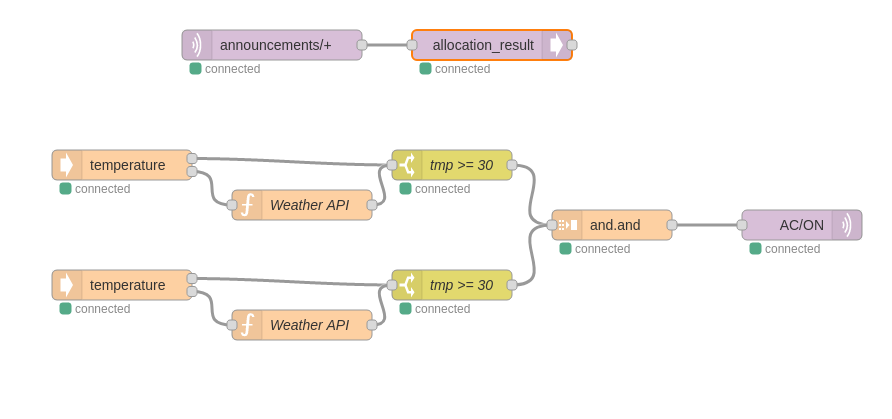 announcements/+
allocation_result
connected
connected
temperature
tmp >= 30
connected
Weather API
connected
and.and
AC/ON
connected
connected
temperature
tmp >= 30
connected
Weather API
connected